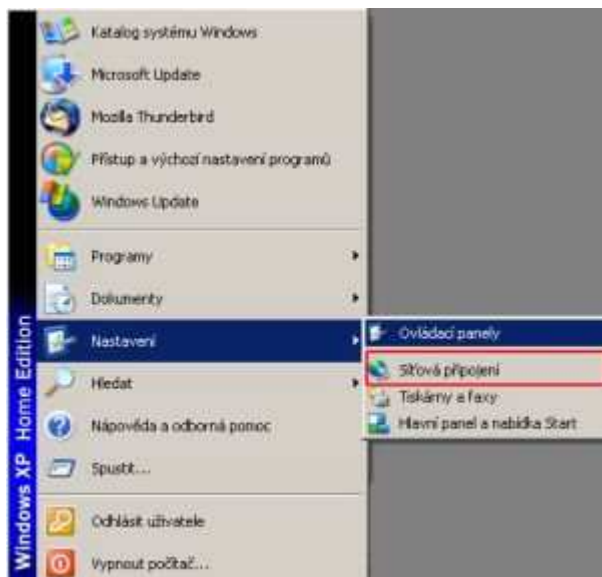 Katalog systému Windows
Microsoft Update
Mozilla Thunderbird
Přístup a výchozí nastavení programů
Windows Update
Programy
Dokumenty
Nastavení
Hledat
Nápověda a odborná pomoc
Spustit...
Odhlásit uživatele
Vypnout počítač...
Ovládací panely
Síťová připojení
Tiskárny a faxy
Hlavní panel a nabídka Start
Windows XP Home Edition